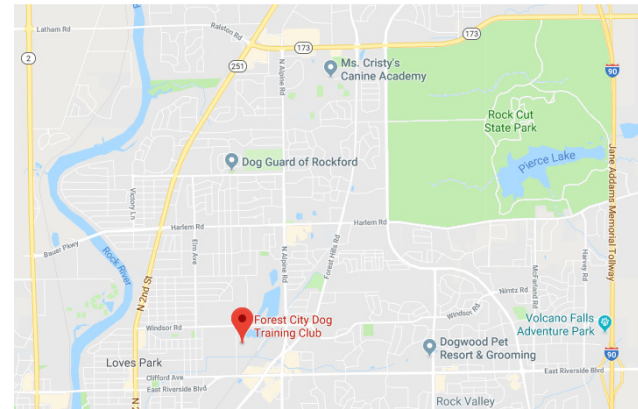 Latham Rd
Ralston Rd
173
173
2
251
N Alpine Rd
Ms. Cristy's
Canine Academy
90
Rock Cut
State Park
Pierce Lake
Jane Addams Memorial Tollway
Dog Guard of Rockford
Victory Ln
Harlem Rd
Harlem Rd
Bauer Pkwy
Elm Ave
Rock River
N Alpine Rd
Forest Hills Rd
Harvey Rd
McFarland Rd
Nimtz Rd
N 2nd St
Forest City Dog
Training Club
Windsor Rd
Windsor Rd
Volcano Falls
Adventure Park
Loves Park
Dogwood Pet
Resort & Grooming
90
Clifford Ave
East Riverside Blvd
East Riverside Blvd
Rock Valley